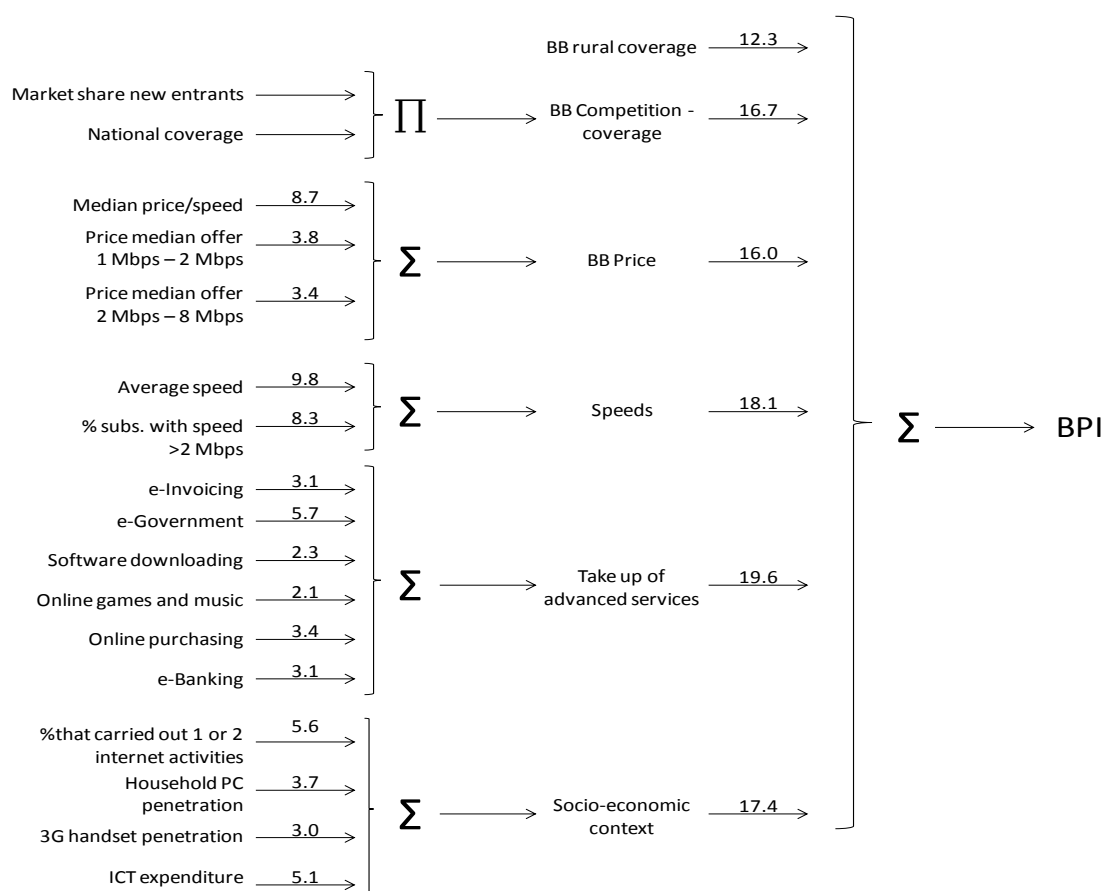 BB rural coverage 12.3
Market share new entrants
National coverage
∏
BB Competition -
coverage
16.7
Median price/speed 8.7
Price median offer
1 Mbps – 2 Mbps
3.8
Price median offer
2 Mbps – 8 Mbps
3.4
Σ
BB Price 16.0
Average speed 9.8
% subs. with speed
>2 Mbps
8.3
Σ
Speeds 18.1
e-Invoicing 3.1
e-Government 5.7
Software downloading 2.3
Online games and music 2.1
Online purchasing 3.4
e-Banking 3.1
Σ
Take up of
advanced services
19.6
%that carried out 1 or 2
internet activities
5.6
Household PC
penetration
3.7
3G handset penetration 3.0
ICT expenditure 5.1
Σ
Socio-economic
context
17.4
Σ
BPI